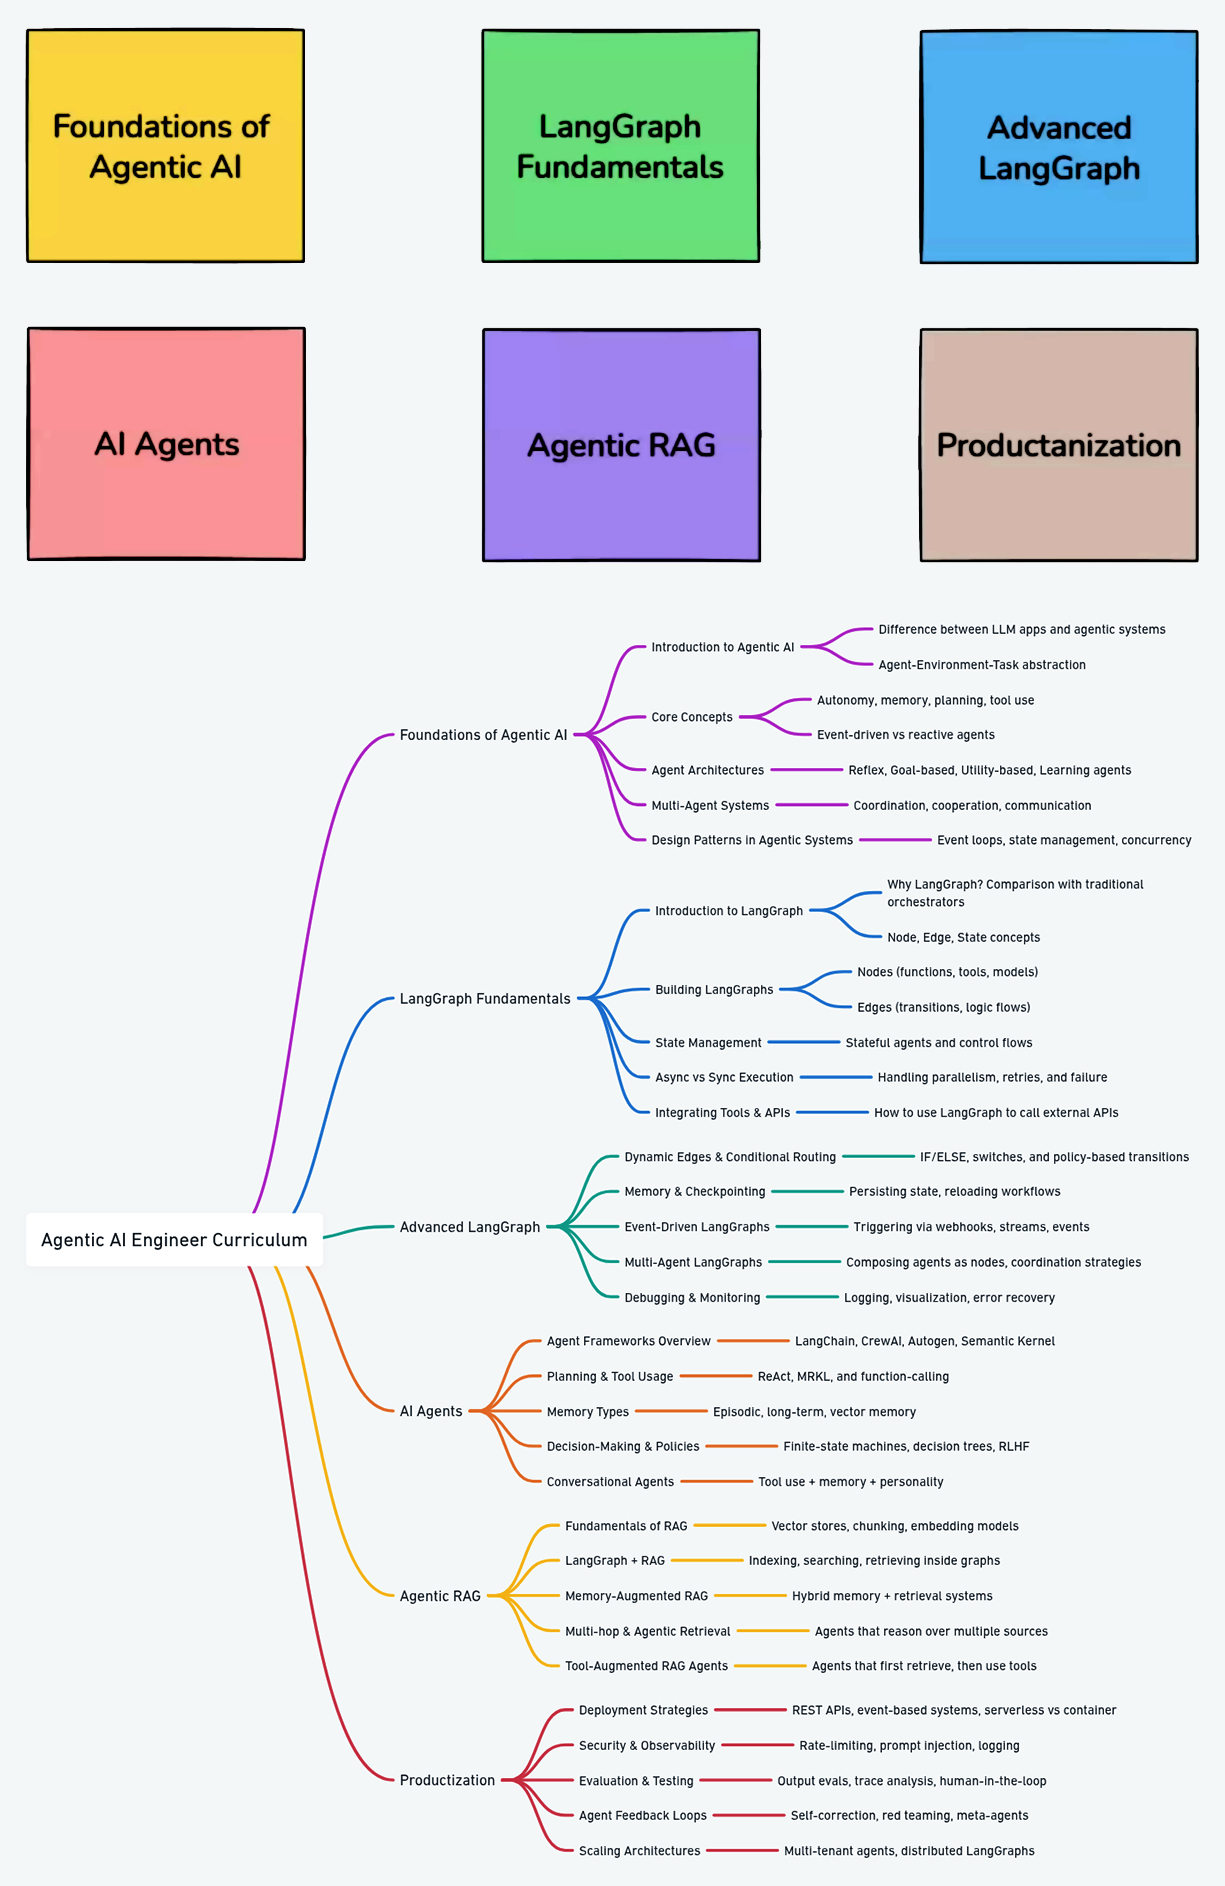 Foundations of
Agentic AI
LangGraph
Fundamentals
Advanced
LangGraph
AI Agents
Agentic RAG
Productanization
Agentic AI Engineer Curriculum
Foundations of Agentic AI
Introduction to Agentic AI
Difference between LLM apps and agentic systems
Agent-Environment-Task abstraction
Core Concepts
Autonomy, memory, planning, tool use
Event-driven vs reactive agents
Agent Architectures
Reflex, Goal-based, Utility-based, Learning agents
Multi-Agent Systems
Coordination, cooperation, communication
Design Patterns in Agentic Systems
Event loops, state management, concurrency
LangGraph Fundamentals
Introduction to LangGraph
Why LangGraph? Comparison with traditional
orchestrators
Node, Edge, State concepts
Building LangGraphs
Nodes (functions, tools, models)
Edges (transitions, logic flows)
State Management
Stateful agents and control flows
Async vs Sync Execution
Handling parallelism, retries, and failure
Integrating Tools & APIs
How to use LangGraph to call external APIs
Advanced LangGraph
Dynamic Edges & Conditional Routing
IF/ELSE, switches, and policy-based transitions
Memory & Checkpointing
Persisting state, reloading workflows
Event-Driven LangGraphs
Triggering via webhooks, streams, events
Multi-Agent LangGraphs
Composing agents as nodes, coordination strategies
Debugging & Monitoring
Logging, visualization, error recovery
AI Agents
Agent Frameworks Overview
LangChain, CrewAI, Autogen, Semantic Kernel
Planning & Tool Usage
ReAct, MRKL, and function-calling
Memory Types
Episodic, long-term, vector memory
Decision-Making & Policies
Finite-state machines, decision trees, RLHF
Conversational Agents
Tool use + memory + personality
Agentic RAG
Fundamentals of RAG
Vector stores, chunking, embedding models
LangGraph + RAG
Indexing, searching, retrieving inside graphs
Memory-Augmented RAG
Hybrid memory + retrieval systems
Multi-hop & Agentic Retrieval
Agents that reason over multiple sources
Tool-Augmented RAG Agents
Agents that first retrieve, then use tools
Productization
Deployment Strategies
REST APIs, event-based systems, serverless vs container
Security & Observability
Rate-limiting, prompt injection, logging
Evaluation & Testing
Output evals, trace analysis, human-in-the-loop
Agent Feedback Loops
Self-correction, red teaming, meta-agents
Scaling Architectures
Multi-tenant agents, distributed LangGraphs